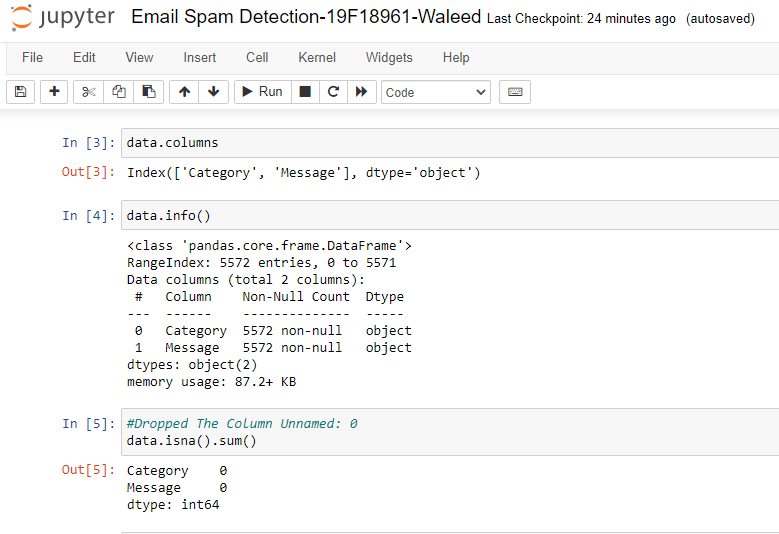 jupyter Email Spam Detection-19F18961-Waleed Last Checkpoint: 24 minutes ago (autosaved)
File Edit View Insert Cell Kernel Widgets Help
Run Code
In [3]: data.columns
Out[3]: Index(['Category', 'Message'], dtype='object')
In [4]: data.info()
<class 'pandas.core.frame.DataFrame'>
RangeIndex: 5572 entries, 0 to 5571
Data columns (total 2 columns):
 #   Column    Non-Null Count  Dtype
---  ------    --------------  -----
 0   Category  5572 non-null   object
 1   Message   5572 non-null   object
dtypes: object(2)
memory usage: 87.2+ KB
In [5]: #Dropped The Column Unnamed: 0
data.isna().sum()
Out[5]: Category    0
Message     0
dtype: int64